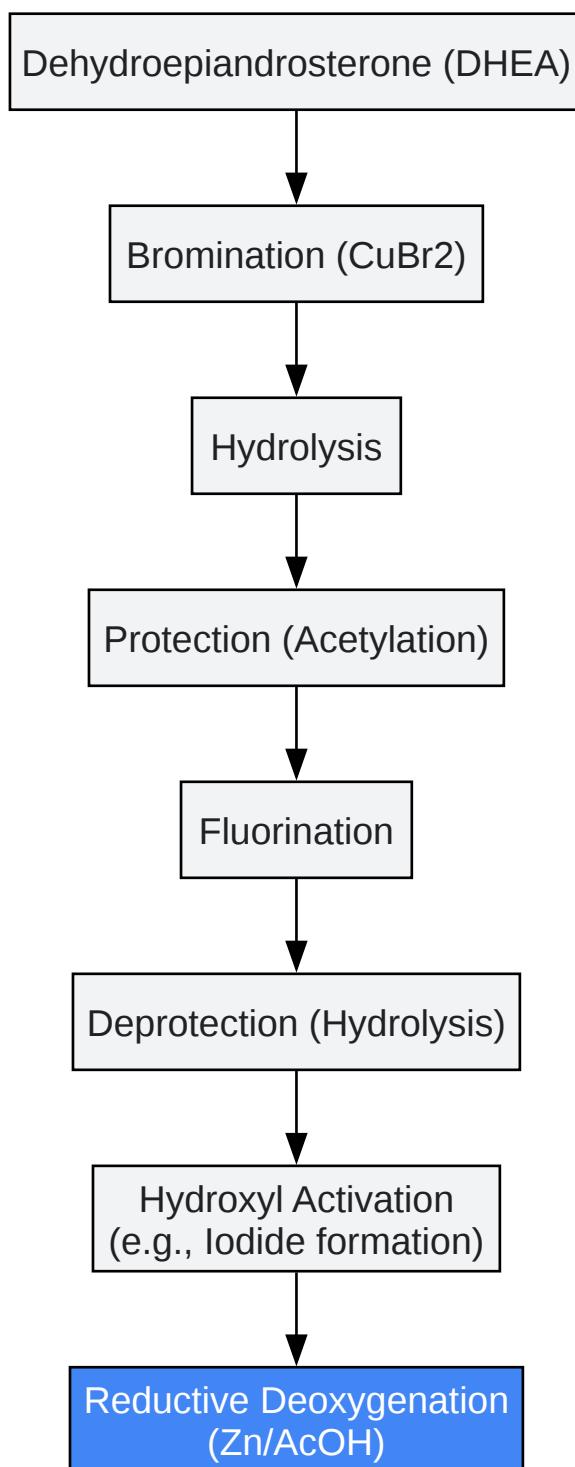 Dehydroepiandrosterone (DHEA)
Bromination (CuBr2)
Hydrolysis
Protection (Acetylation)
Fluorination
Deprotection (Hydrolysis)
Hydroxyl Activation
(e.g., Iodide formation)
Reductive Deoxygenation
(Zn/AcOH)